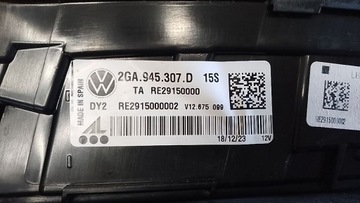 2GA.945.307.D 15S
MADE IN SPAIN
TA RE29150000
DY2 RE2915000002 V12.675 099
AL
18/12/23 12V
RE2915000002